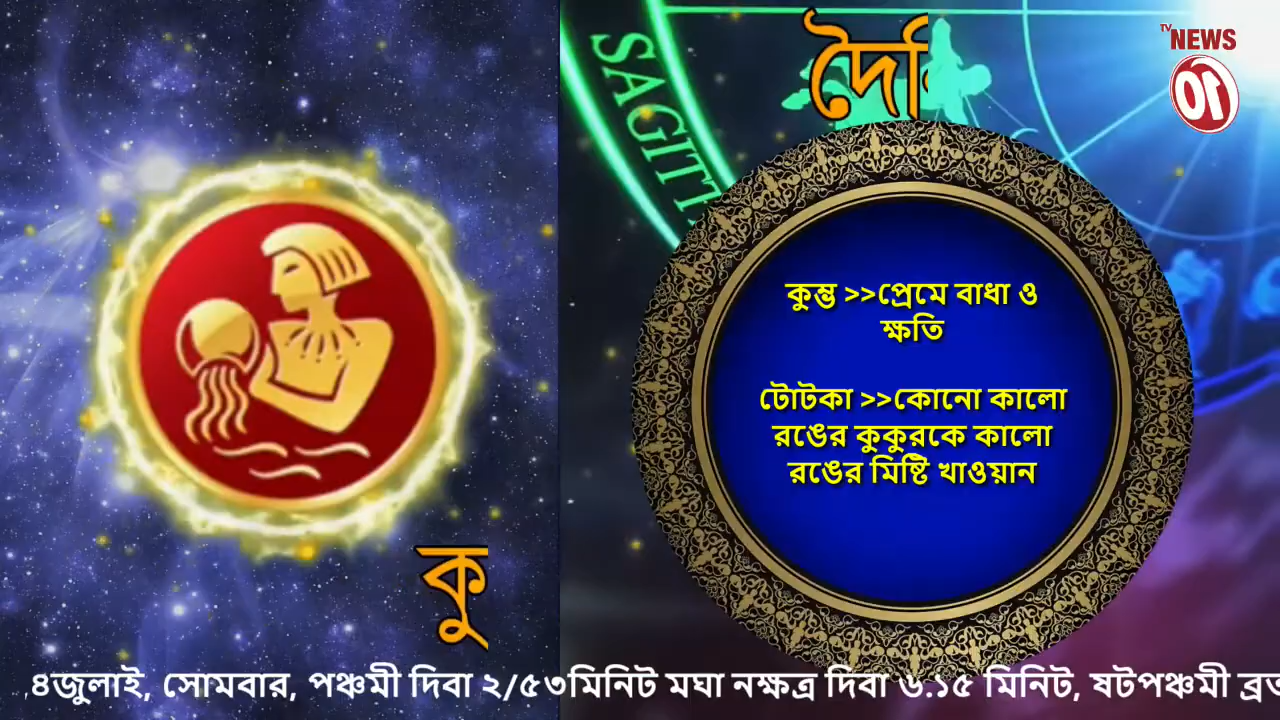 দৈনি
TV
NEWS
01
SAGITT
কুম্ভ >>প্রেমে বাধা ও
ক্ষতি
টোটকা >>কোনো কালো
রঙের কুকুরকে কালো
রঙের মিষ্টি খাওয়ান
কু
,৪জুলাই, সোমবার, পঞ্চমী দিবা ২/৫৩মিনিট মঘা নক্ষত্র দিবা ৬.১৫ মিনিট, ষটপঞ্চমী ব্রত